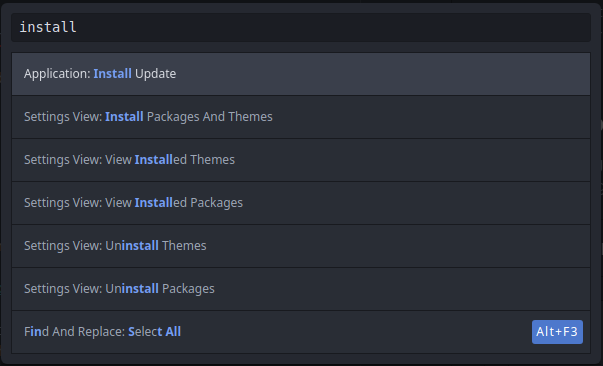 install
Application: Install Update
Settings View: Install Packages And Themes
Settings View: View Installed Themes
Settings View: View Installed Packages
Settings View: Uninstall Themes
Settings View: Uninstall Packages
Find And Replace: Select All Alt+F3